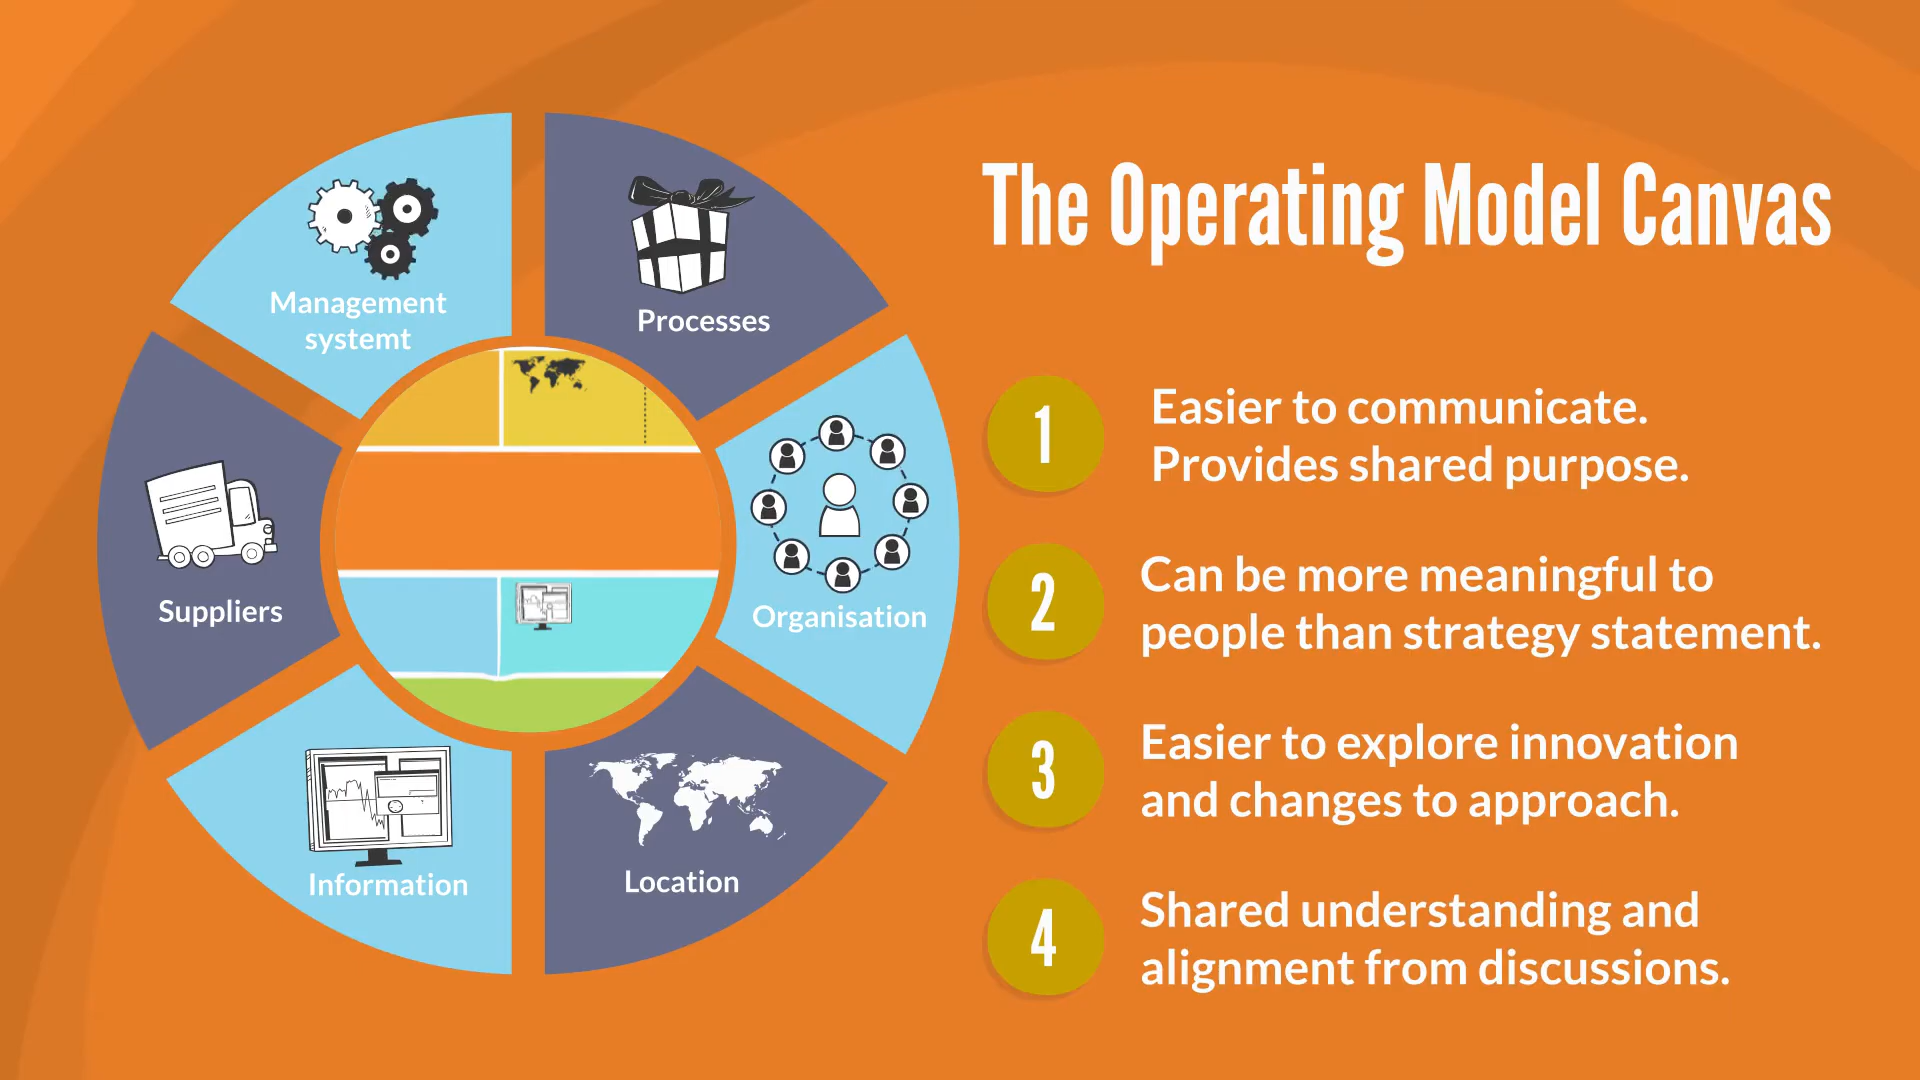 The Operating Model Canvas
Management
systemt
Processes
Suppliers
Organisation
Information
Location
1
Easier to communicate.
Provides shared purpose.
2
Can be more meaningful to
people than strategy statement.
3
Easier to explore innovation
and changes to approach.
4
Shared understanding and
alignment from discussions.